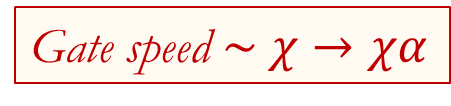 Gate speed ~ χ → χα